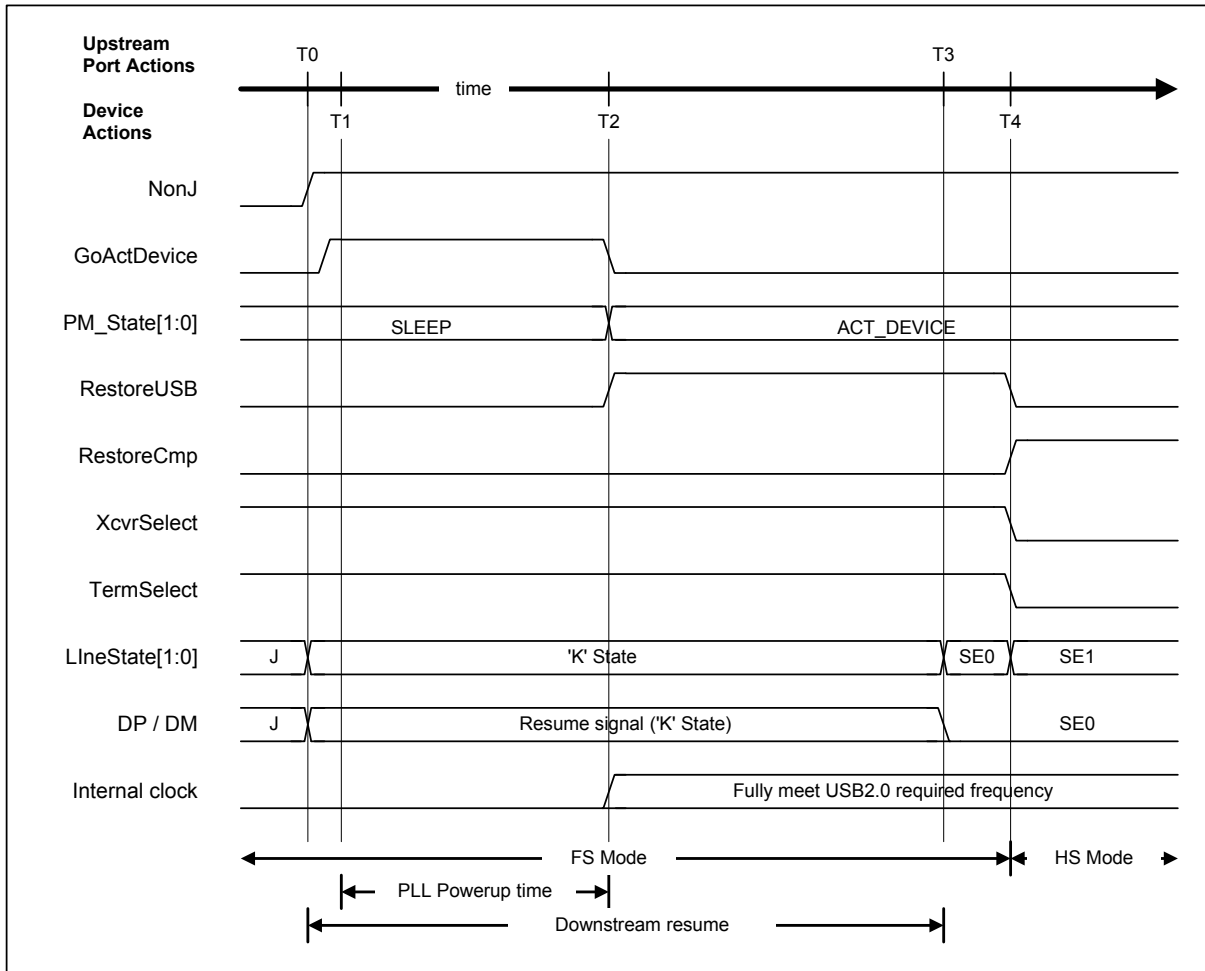 Upstream
Port Actions
T0
T3
time
Device
Actions
T1
T2
T4
NonJ
GoActDevice
PM_State[1:0]
SLEEP
ACT_DEVICE
RestoreUSB
RestoreCmp
XcvrSelect
TermSelect
LIneState[1:0]
J
'K' State
SE0
SE1
DP / DM
J
Resume signal ('K' State)
SE0
Internal clock
Fully meet USB2.0 required frequency
FS Mode
HS Mode
PLL Powerup time
Downstream resume